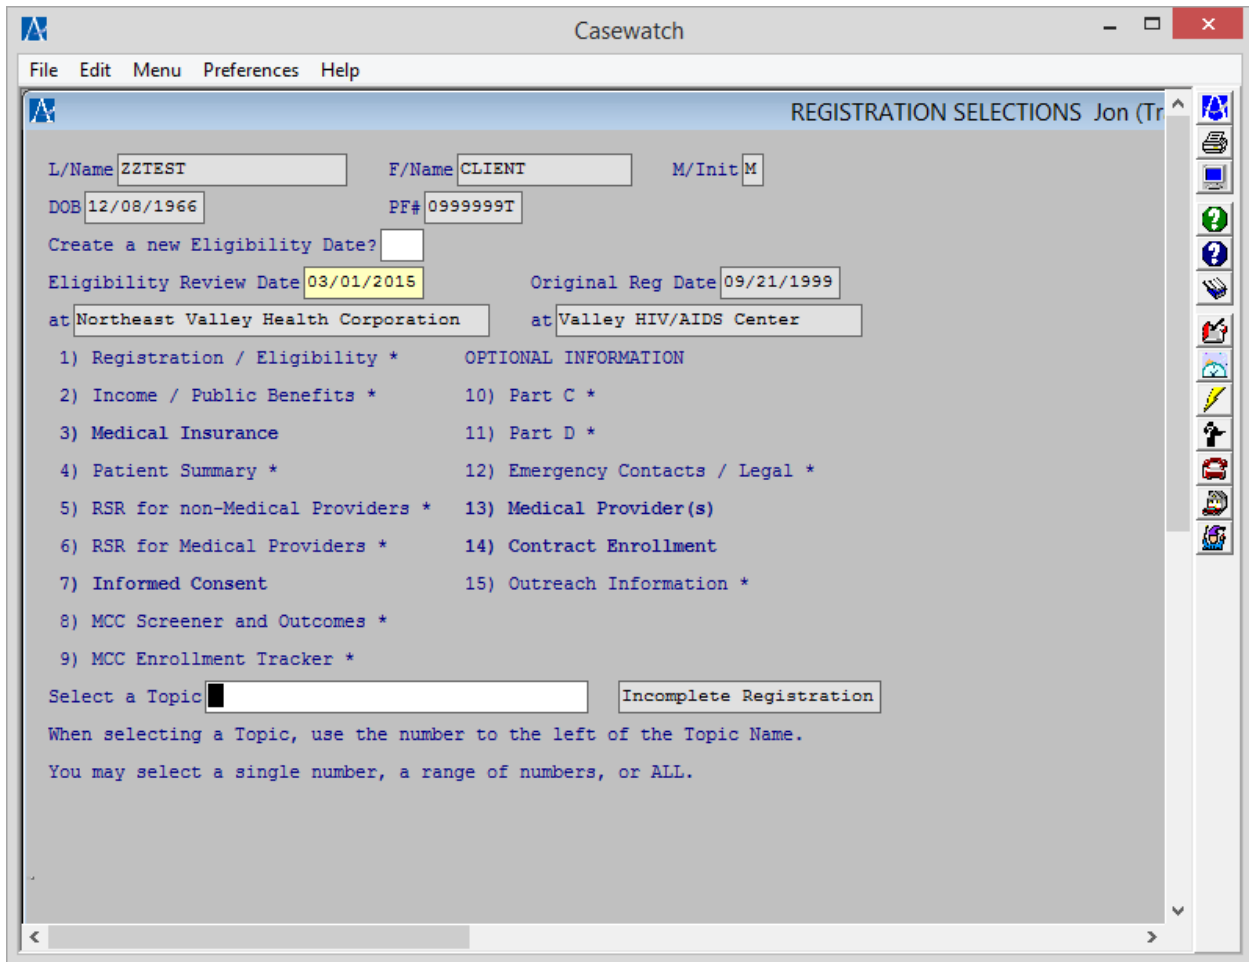 Casewatch
File Edit Menu Preferences Help
REGISTRATION SELECTIONS Jon (Tr
L/Name ZZTEST F/Name CLIENT M/Init M
DOB 12/08/1966 PF# 0999999T
Create a new Eligibility Date?
Eligibility Review Date 03/01/2015 Original Reg Date 09/21/1999
at Northeast Valley Health Corporation at Valley HIV/AIDS Center
1) Registration / Eligibility * OPTIONAL INFORMATION
2) Income / Public Benefits * 10) Part C *
3) Medical Insurance 11) Part D *
4) Patient Summary * 12) Emergency Contacts / Legal *
5) RSR for non-Medical Providers * 13) Medical Provider(s)
6) RSR for Medical Providers * 14) Contract Enrollment
7) Informed Consent 15) Outreach Information *
8) MCC Screener and Outcomes *
9) MCC Enrollment Tracker *
Select a Topic Incomplete Registration
When selecting a Topic, use the number to the left of the Topic Name.
You may select a single number, a range of numbers, or ALL.